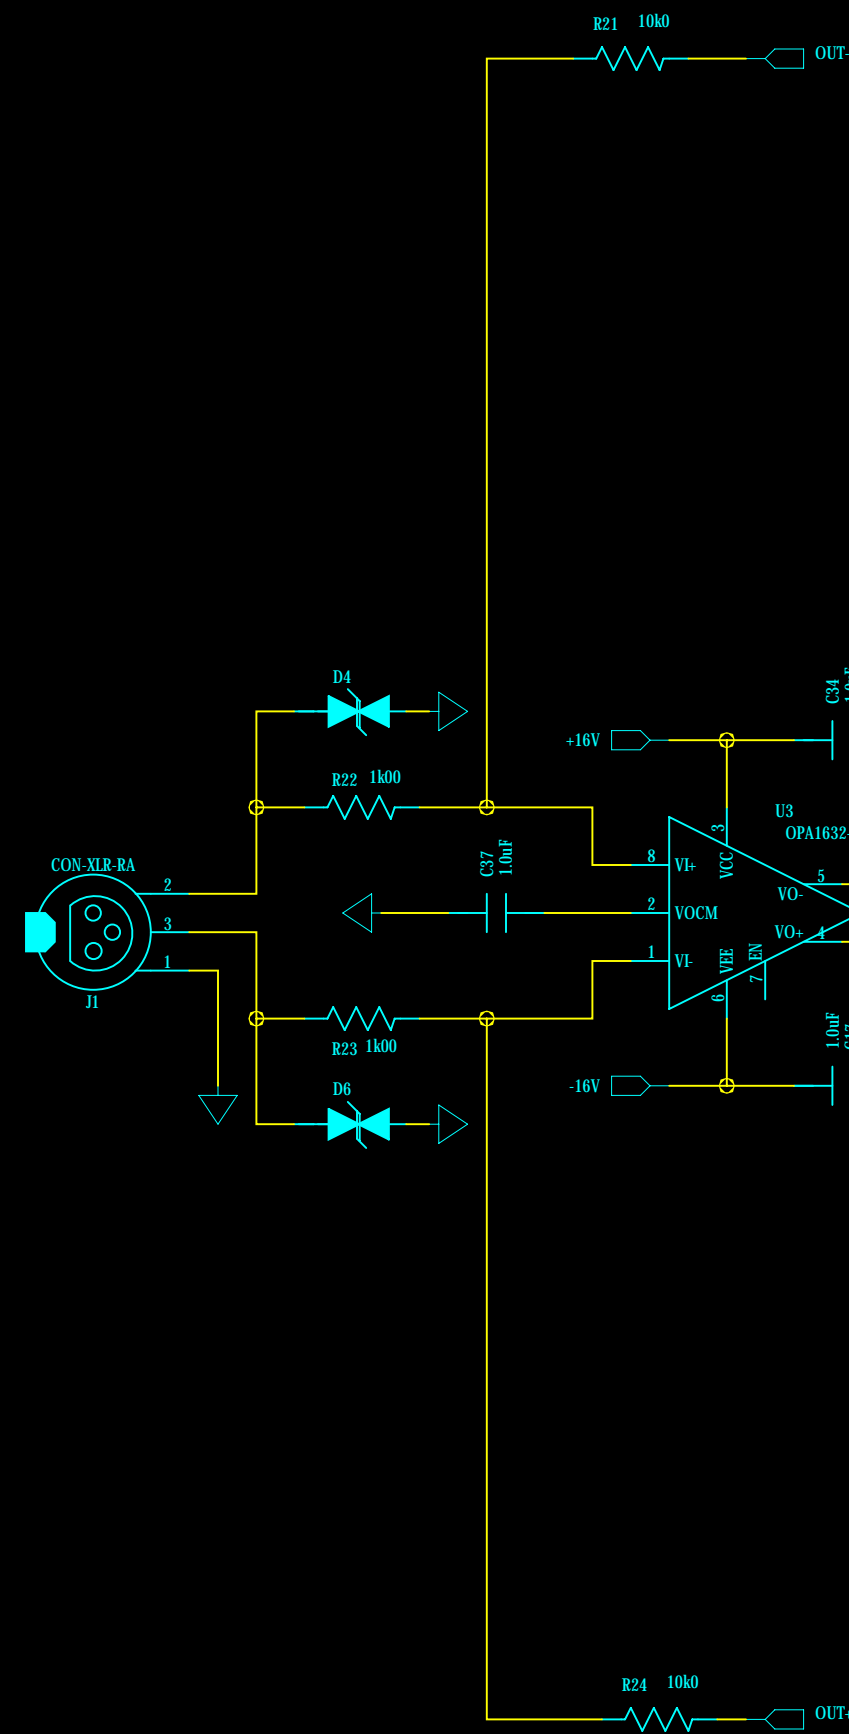 R21 10k0
OUT-
D4
C34
+16V
R22 1k00
U3
OPA1632-
3
C37
1.0uF
CON-XLR-RA
8 VI+
VCC
5
2
VO-
2 VOCM
3
VO+ 4
1
1 VI-
VEE
EN
7
6
J1
R23 1k00
1.0uF
-16V
D6
R24 10k0
OUT+